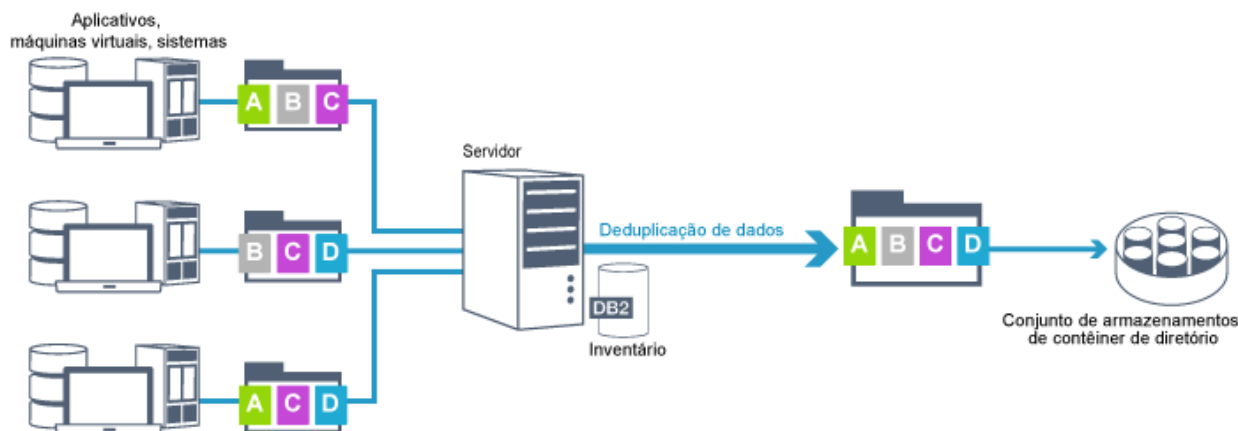 Aplicativos,
máquinas virtuais, sistemas
A B C
B C D
A C D
Servidor
DB2
Inventário
Deduplicação de dados
A B C D
Conjunto de armazenamentos
de contêiner de diretório